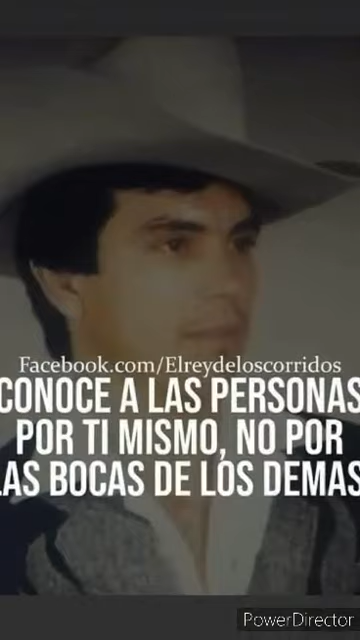 Facebook.com/Elreydeloscorridos
CONOCE A LAS PERSONAS
POR TI MISMO, NO POR
LAS BOCAS DE LOS DEMAS
PowerDirector